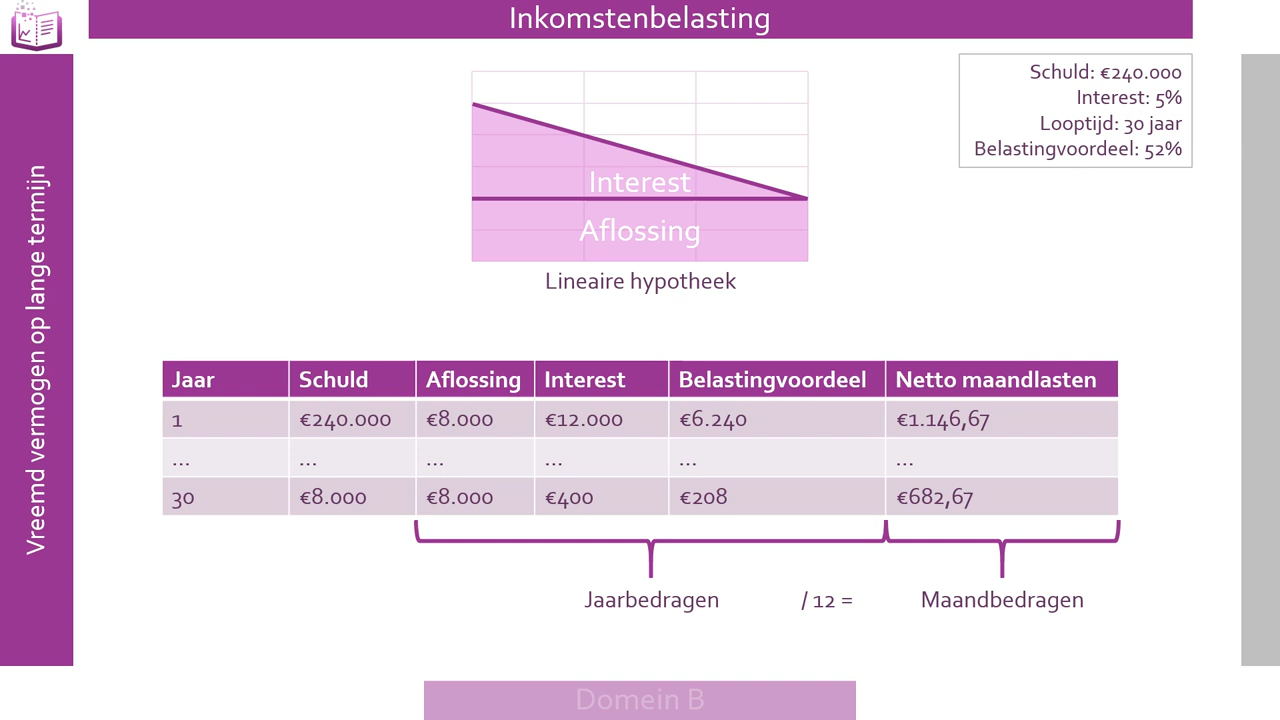 Inkomstenbelasting
Vreemd vermogen op lange termijn
Schuld: €240.000
Interest: 5%
Looptijd: 30 jaar
Belastingvoordeel: 52%
Interest
Aflossing
Lineaire hypotheek
Jaar Schuld Aflossing Interest Belastingvoordeel Netto maandlasten
1 €240.000 €8.000 €12.000 €6.240 €1.146,67
... ... ... ... ... ...
30 €8.000 €8.000 €400 €208 €682,67
Jaarbedragen / 12 = Maandbedragen
Domein B